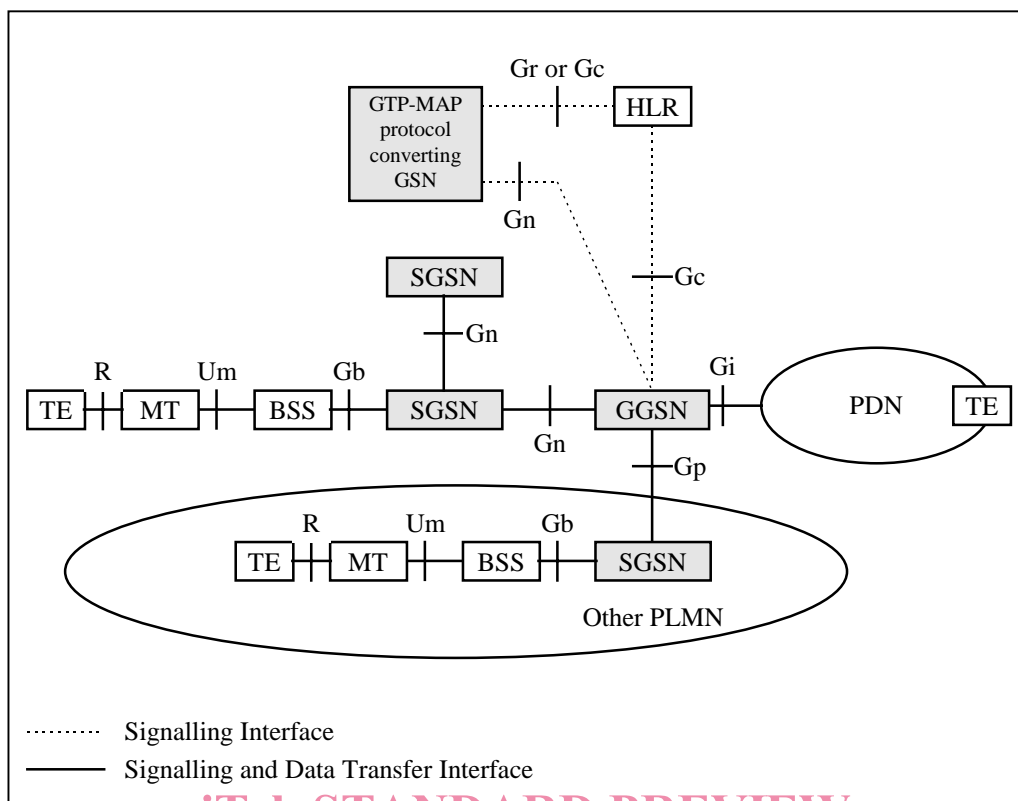 Gr or Gc
GTP-MAP
protocol
converting
GSN
HLR
Gn
SGSN
Gc
Gn
R
Um
Gb
Gi
TE
MT
BSS
SGSN
GGSN
PDN
TE
Gn
Gp
R
Um
Gb
TE
MT
BSS
SGSN
Other PLMN
Signalling Interface
Signalling and Data Transfer Interface
STANDARD PREVIEW